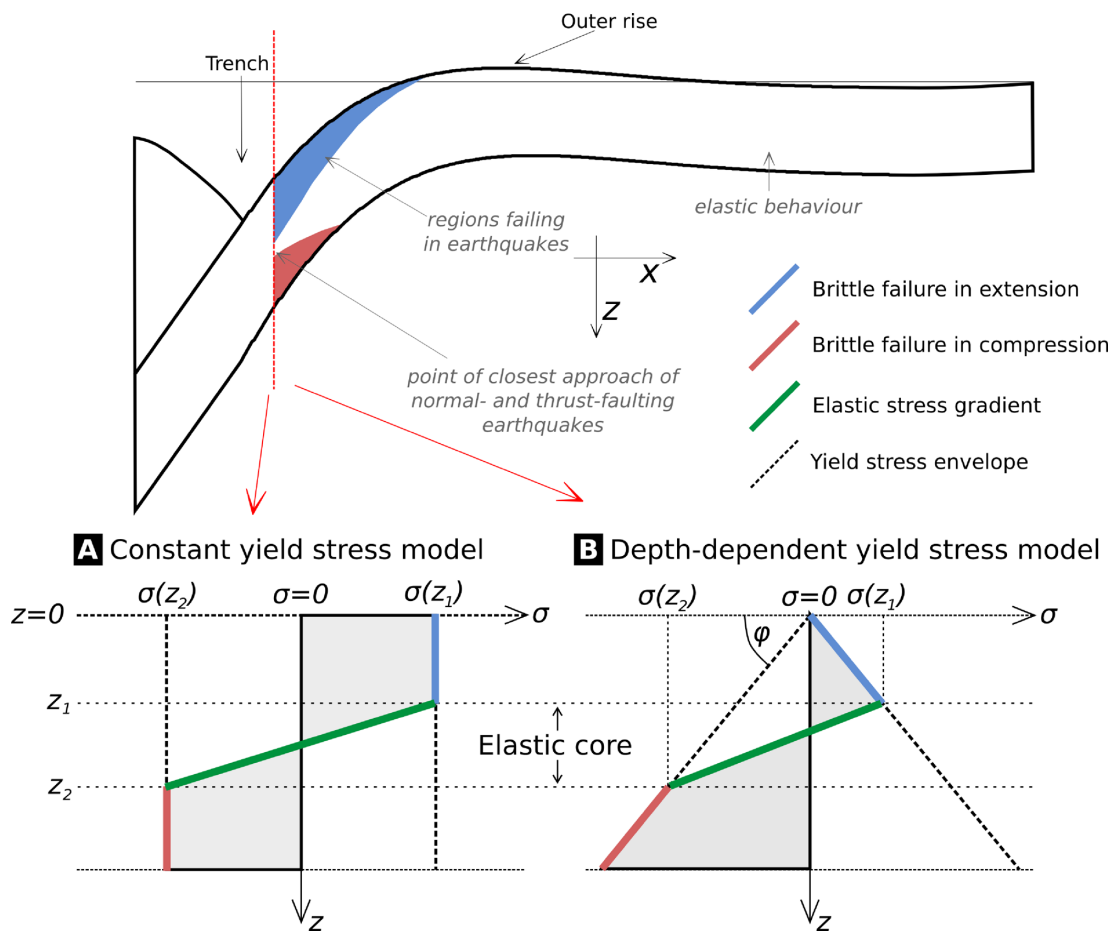 Outer rise
Trench
regions failing
in earthquakes
elastic behaviour
x
z
point of closest approach of
normal- and thrust-faulting
earthquakes
Brittle failure in extension
Brittle failure in compression
Elastic stress gradient
Yield stress envelope
A Constant yield stress model
σ(z₂) σ=0 σ(z₁)
z=0 σ
z₁
z₂
z
Elastic core
B Depth-dependent yield stress model
σ(z₂) σ=0 σ(z₁)
σ
φ
z